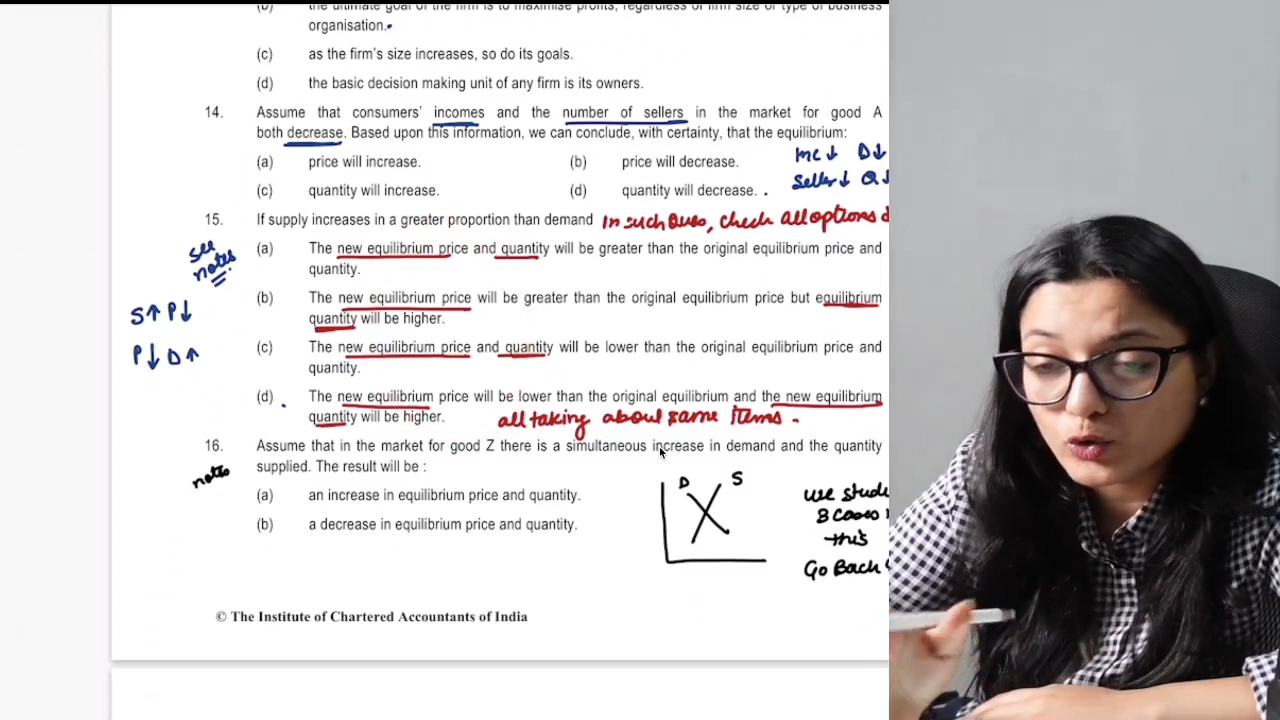 (b) the ultimate goal of the firm is to maximise profits, regardless of firm size or type of business
organisation.
(c) as the firm's size increases, so do its goals.
(d) the basic decision making unit of any firm is its owners.
14. Assume that consumers' incomes and the number of sellers in the market for good A
both decrease. Based upon this information, we can conclude, with certainty, that the equilibrium:
(a) price will increase. (b) price will decrease.
Inc↓ D↓
(c) quantity will increase. (d) quantity will decrease.
Seller↓ Q↓
15. If supply increases in a greater proportion than demand
In such Ques, check all options
see
notes
(a) The new equilibrium price and quantity will be greater than the original equilibrium price and
quantity.
(b) The new equilibrium price will be greater than the original equilibrium price but equilibrium
quantity will be higher.
S↑ P↓
P↓ D↑
(c) The new equilibrium price and quantity will be lower than the original equilibrium price and
quantity.
(d) The new equilibrium price will be lower than the original equilibrium and the new equilibrium
quantity will be higher.
all taking about same Items.
16. Assume that in the market for good Z there is a simultaneous increase in demand and the quantity
supplied. The result will be :
notes
(a) an increase in equilibrium price and quantity.
(b) a decrease in equilibrium price and quantity.
D S
we
3 Cases
this
Go Back
© The Institute of Chartered Accountants of India